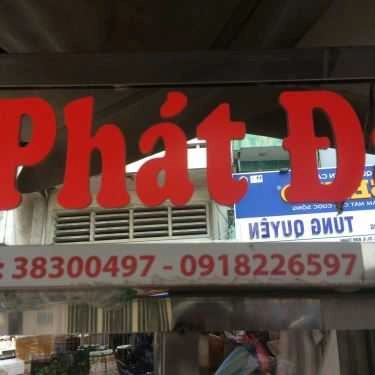 Phát Đ
: 38300497 - 0918226597
TÙNG QUYÊN